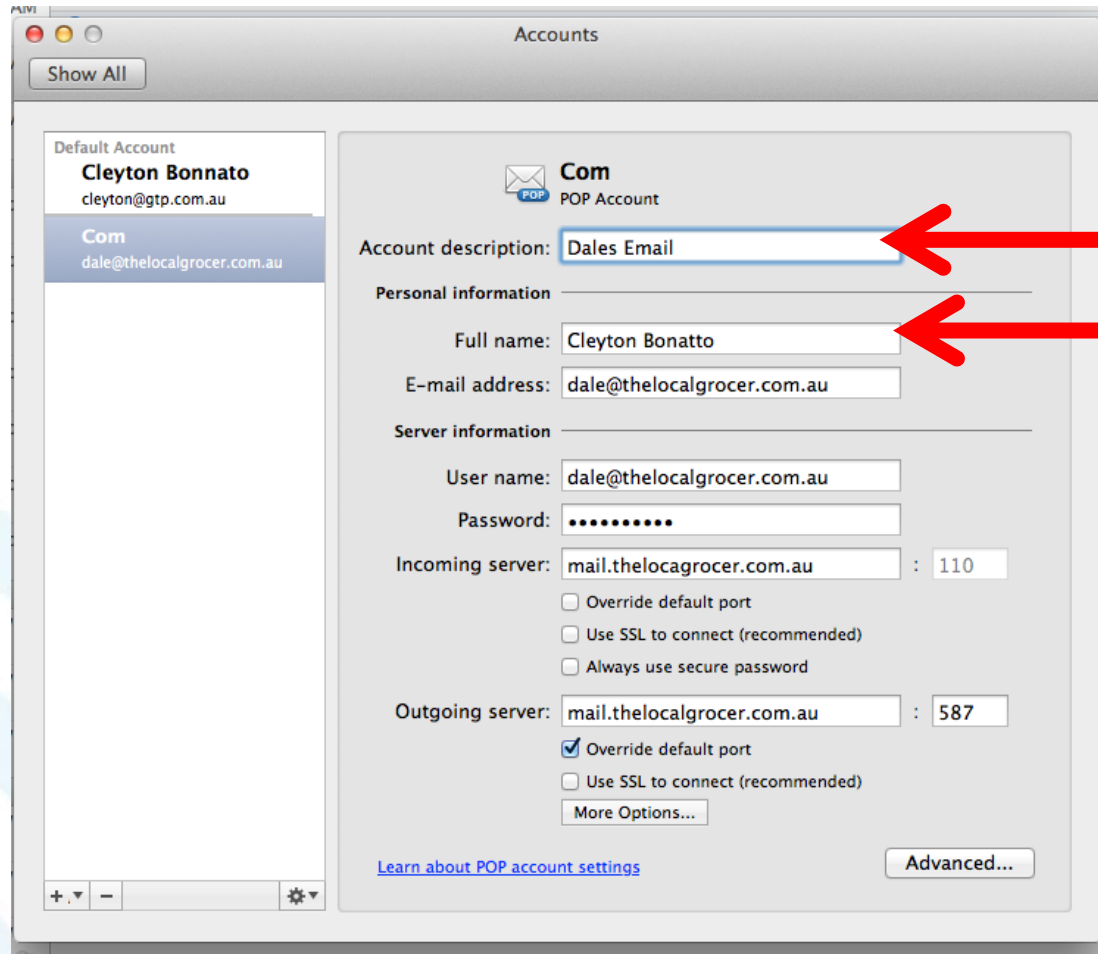 AM
Accounts
Show All
Default Account
Cleyton Bonnato
cleyton@gtp.com.au
Com
dale@thelocalgrocer.com.au
Com
POP
POP Account
Account description: Dales Email
Personal information
Full name: Cleyton Bonatto
E-mail address: dale@thelocalgrocer.com.au
Server information
User name: dale@thelocalgrocer.com.au
Password: ••••••••••
Incoming server: mail.thelocagrocer.com.au : 110
Override default port
Use SSL to connect (recommended)
Always use secure password
Outgoing server: mail.thelocalgrocer.com.au : 587
Override default port
Use SSL to connect (recommended)
More Options...
Learn about POP account settings
Advanced...